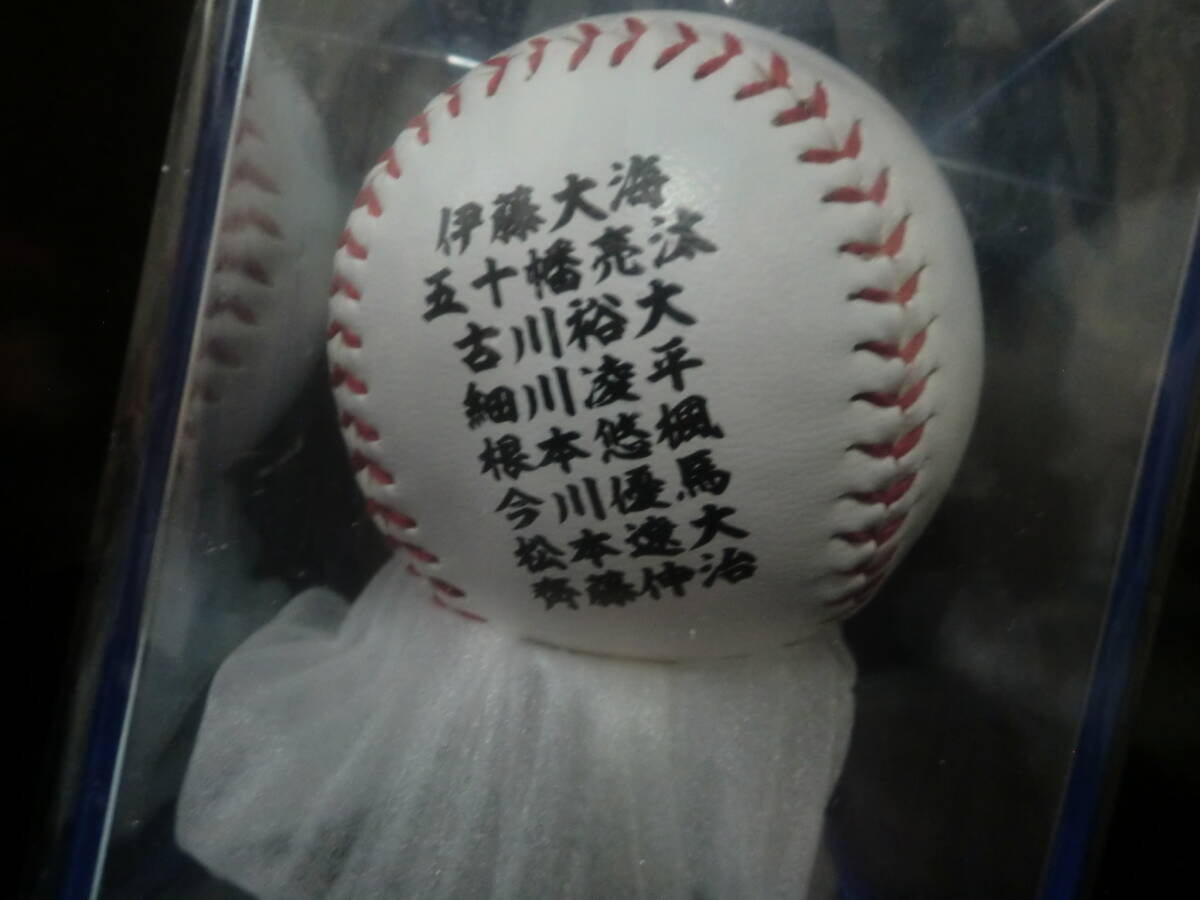 伊藤大海
五十幡亮汰
古川裕大
細川凌平
根本悠楓
今川優馬
松本遼大
齊藤伸治